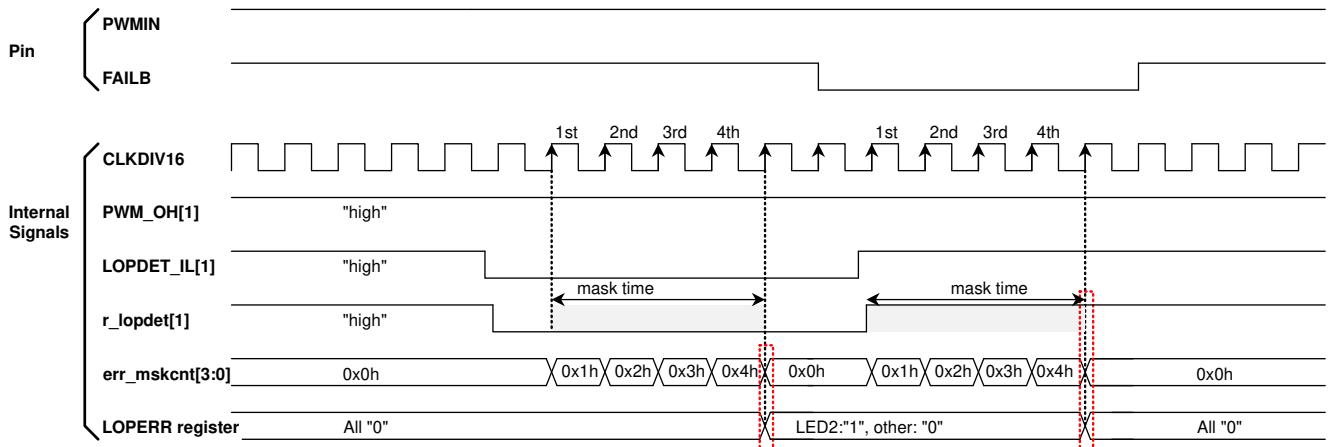 PWMIN
Pin
FAILB
1st 2nd 3rd 4th 1st 2nd 3rd 4th
CLKDIV16
Internal Signals
PWM_OH[1] "high"
LOPDET_IL[1] "high"
mask time mask time
r_lopdet[1] "high"
err_mskcnt[3:0] 0x0h 0x1h 0x2h 0x3h 0x4h 0x0h 0x1h 0x2h 0x3h 0x4h 0x0h
LOPERR register All "0" LED2:"1", other: "0" All "0"